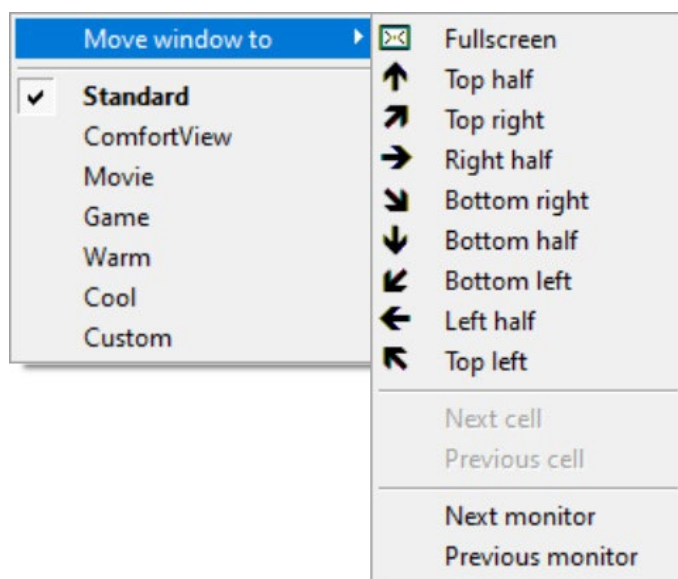 Move window to
Standard
ComfortView
Movie
Game
Warm
Cool
Custom
Fullscreen
Top half
Top right
Right half
Bottom right
Bottom half
Bottom left
Left half
Top left
Next cell
Previous cell
Next monitor
Previous monitor